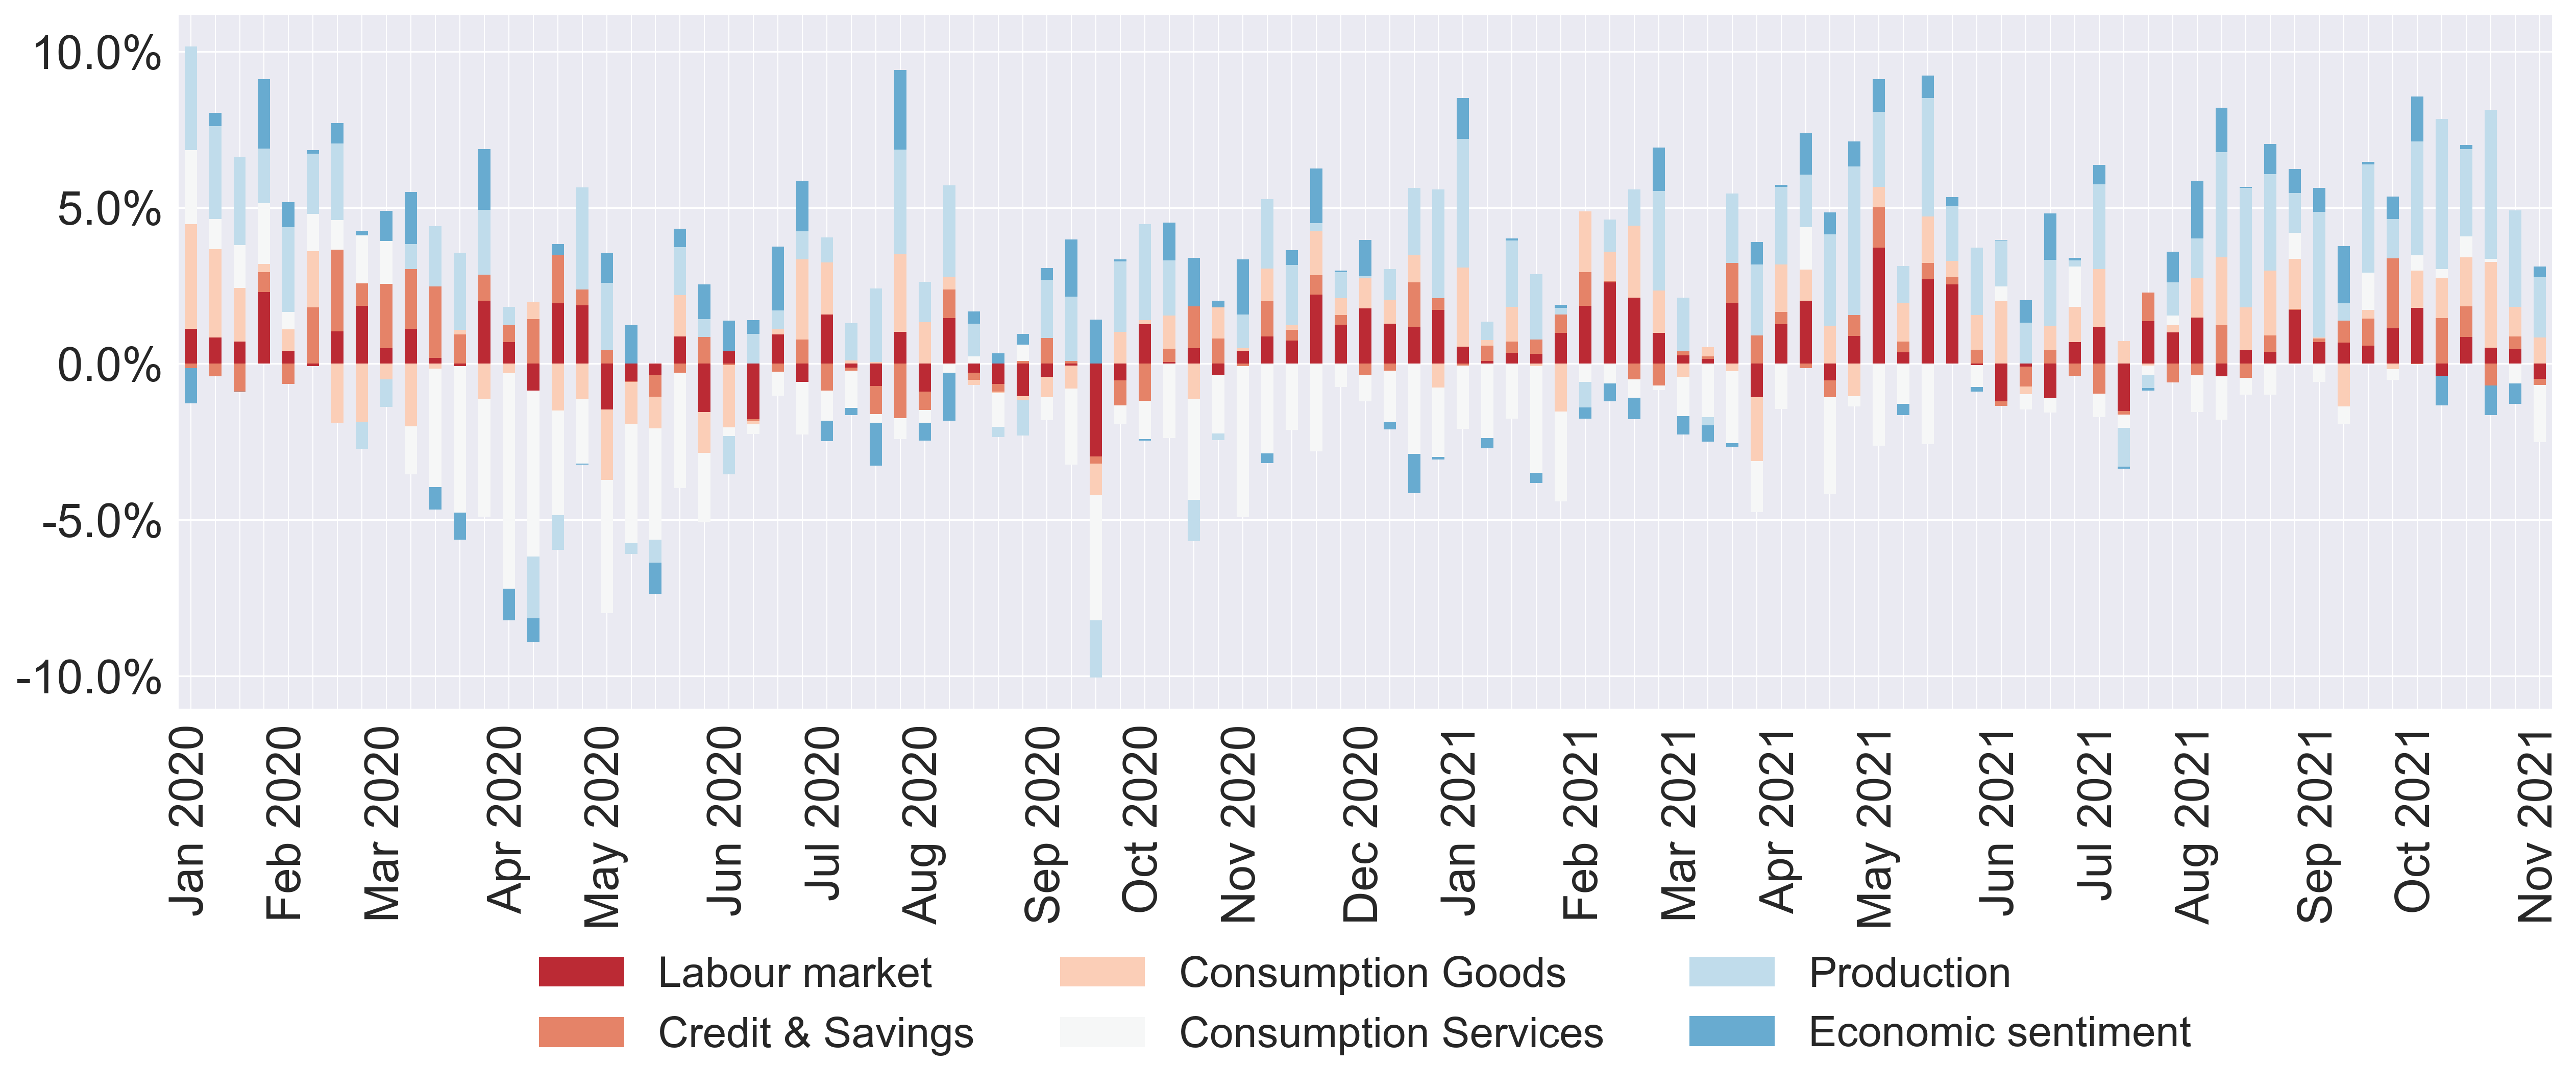 10.0%
5.0%
0.0%
-5.0%
-10.0%
Jan 2020
Feb 2020
Mar 2020
Apr 2020
May 2020
Jun 2020
Jul 2020
Aug 2020
Sep 2020
Oct 2020
Nov 2020
Dec 2020
Jan 2021
Feb 2021
Mar 2021
Apr 2021
May 2021
Jun 2021
Jul 2021
Aug 2021
Sep 2021
Oct 2021
Nov 2021
Labour market
Consumption Goods
Production
Credit & Savings
Consumption Services
Economic sentiment